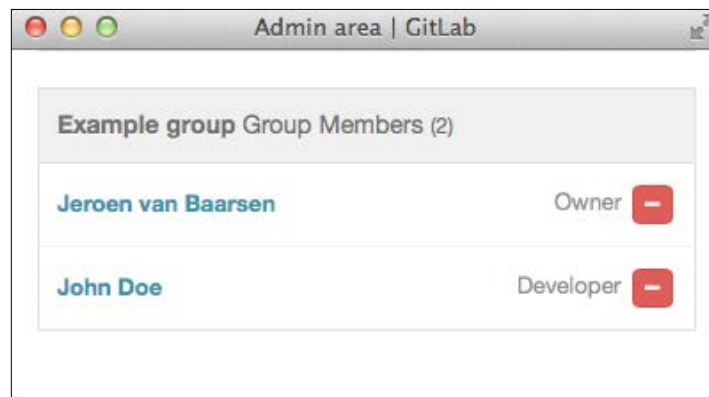 Admin area | GitLab
Example group Group Members (2)
Jeroen van Baarsen Owner
John Doe Developer